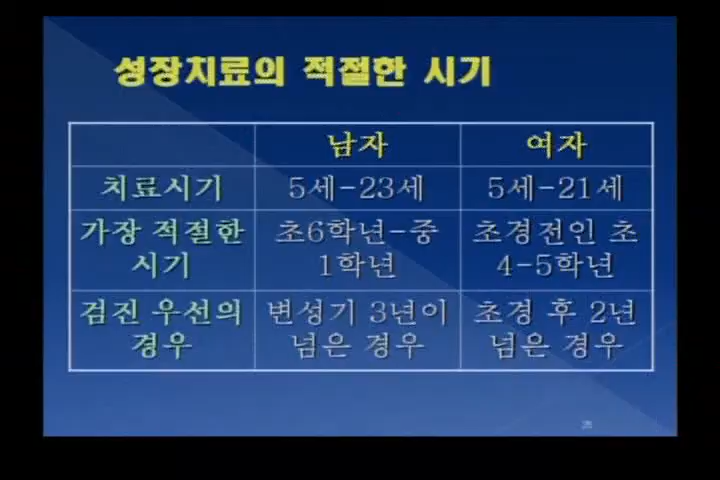 성장치료의 적절한 시기
남자 여자
치료시기 5세-23세 5세-21세
가장 적절한 초6학년-중 초경전인 초
시기 1학년 4-5학년
검진 우선의 변성기 3년이 초경 후 2년
경우 넘은 경우 넘은 경우